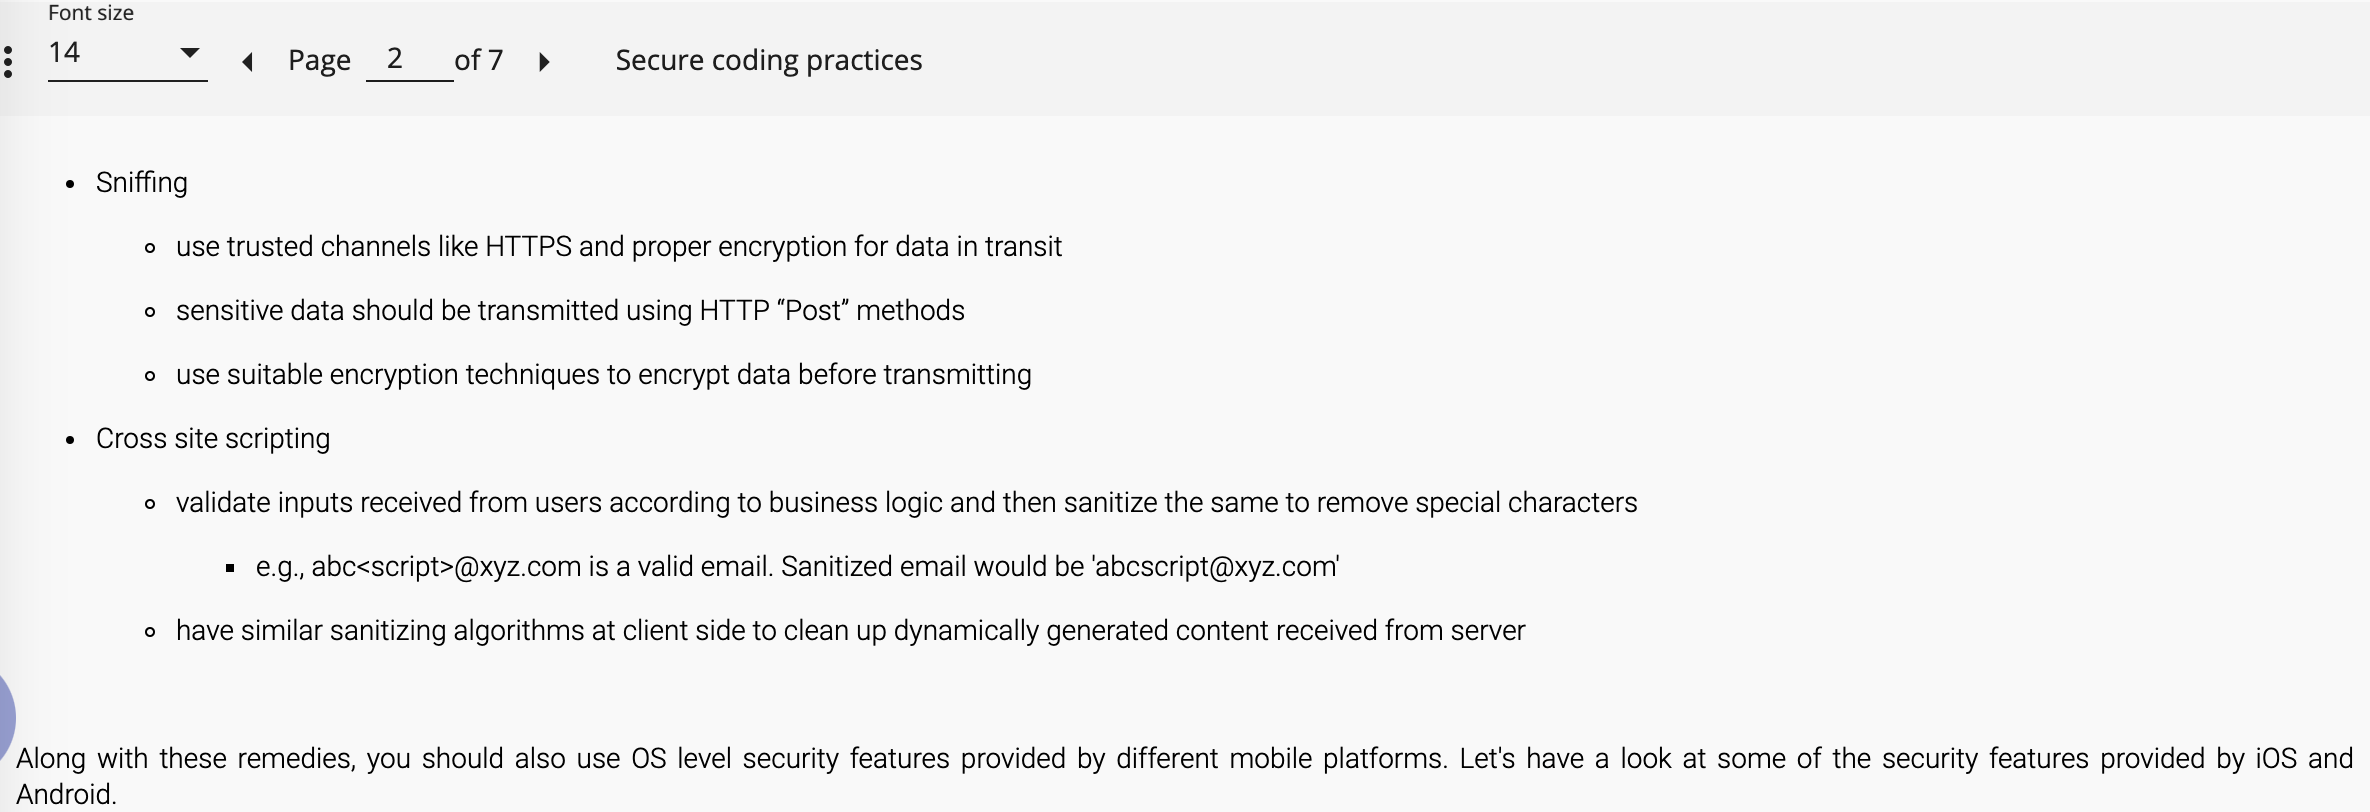 Font size
14
Page 2 of 7 Secure coding practices
• Sniffing
◦ use trusted channels like HTTPS and proper encryption for data in transit
◦ sensitive data should be transmitted using HTTP “Post” methods
◦ use suitable encryption techniques to encrypt data before transmitting
• Cross site scripting
◦ validate inputs received from users according to business logic and then sanitize the same to remove special characters
▪ e.g., abc<script>@xyz.com is a valid email. Sanitized email would be 'abcscript@xyz.com'
◦ have similar sanitizing algorithms at client side to clean up dynamically generated content received from server
Along with these remedies, you should also use OS level security features provided by different mobile platforms. Let's have a look at some of the security features provided by iOS and
Android.